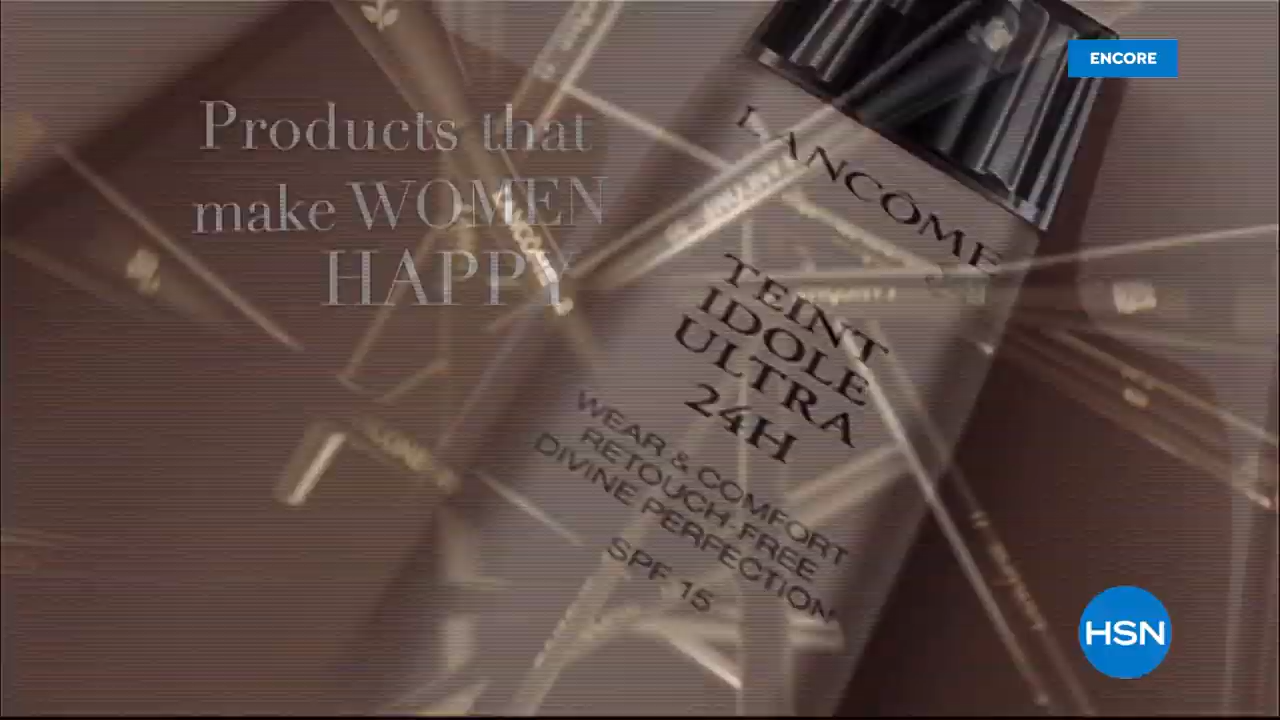 ENCORE
Products that
make WOMEN
HAPPY
LANCÔME
TEINT
IDOLE
ULTRA
24H
WEAR & COMFORT
RETOUCH-FREE
DIVINE PERFECTION
SPF 15
HSN